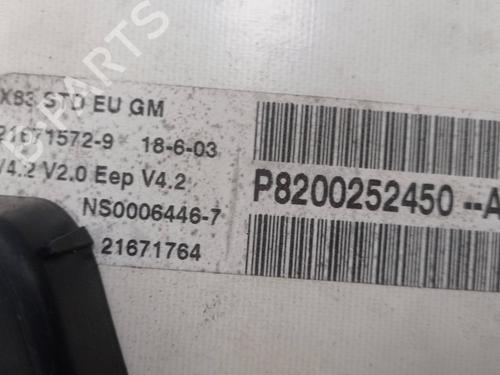 X83 STD EU GM
21671572-9 18-6-03
V4.2 V2.0 Eep V4.2
NS0006446-7
21671764
P8200252450--A
PARTS